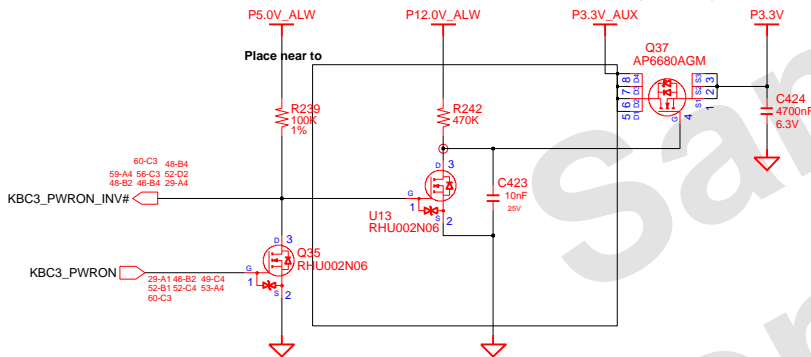 P5.0V_ALW
P12.0V_ALW
P3.3V_AUX
P3.3V
Place near to
Q37
AP6680AGM
8 D4
7 D3
6 D2
5 D1
S3 3
S2 2
S1 1
G
4
C424
4700nF
6.3V
R239
100K
1%
R242
470K
60-C3 48-B4
59-A4 56-C3 52-D2
48-B2 46-B4 29-A4
KBC3_PWRON_INV#
D 3
G
1
S
2
U13
RHU002N06
C423
10nF
25V
D 3
Q35
RHU002N06
G
1
S
2
KBC3_PWRON
29-A1 46-B2 49-C4
52-B1 52-C4 53-A4
60-C3
Sa